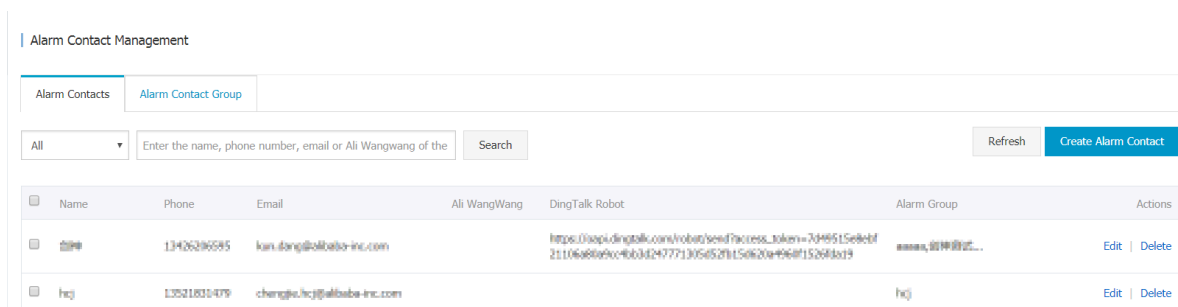 Alarm Contact Management
Alarm Contacts Alarm Contact Group
All Enter the name, phone number, email or Ali Wangwang of the Search Refresh Create Alarm Contact
Name Phone Email Ali WangWang DingTalk Robot Alarm Group Actions
Edit | Delete
hcj hcj Edit | Delete